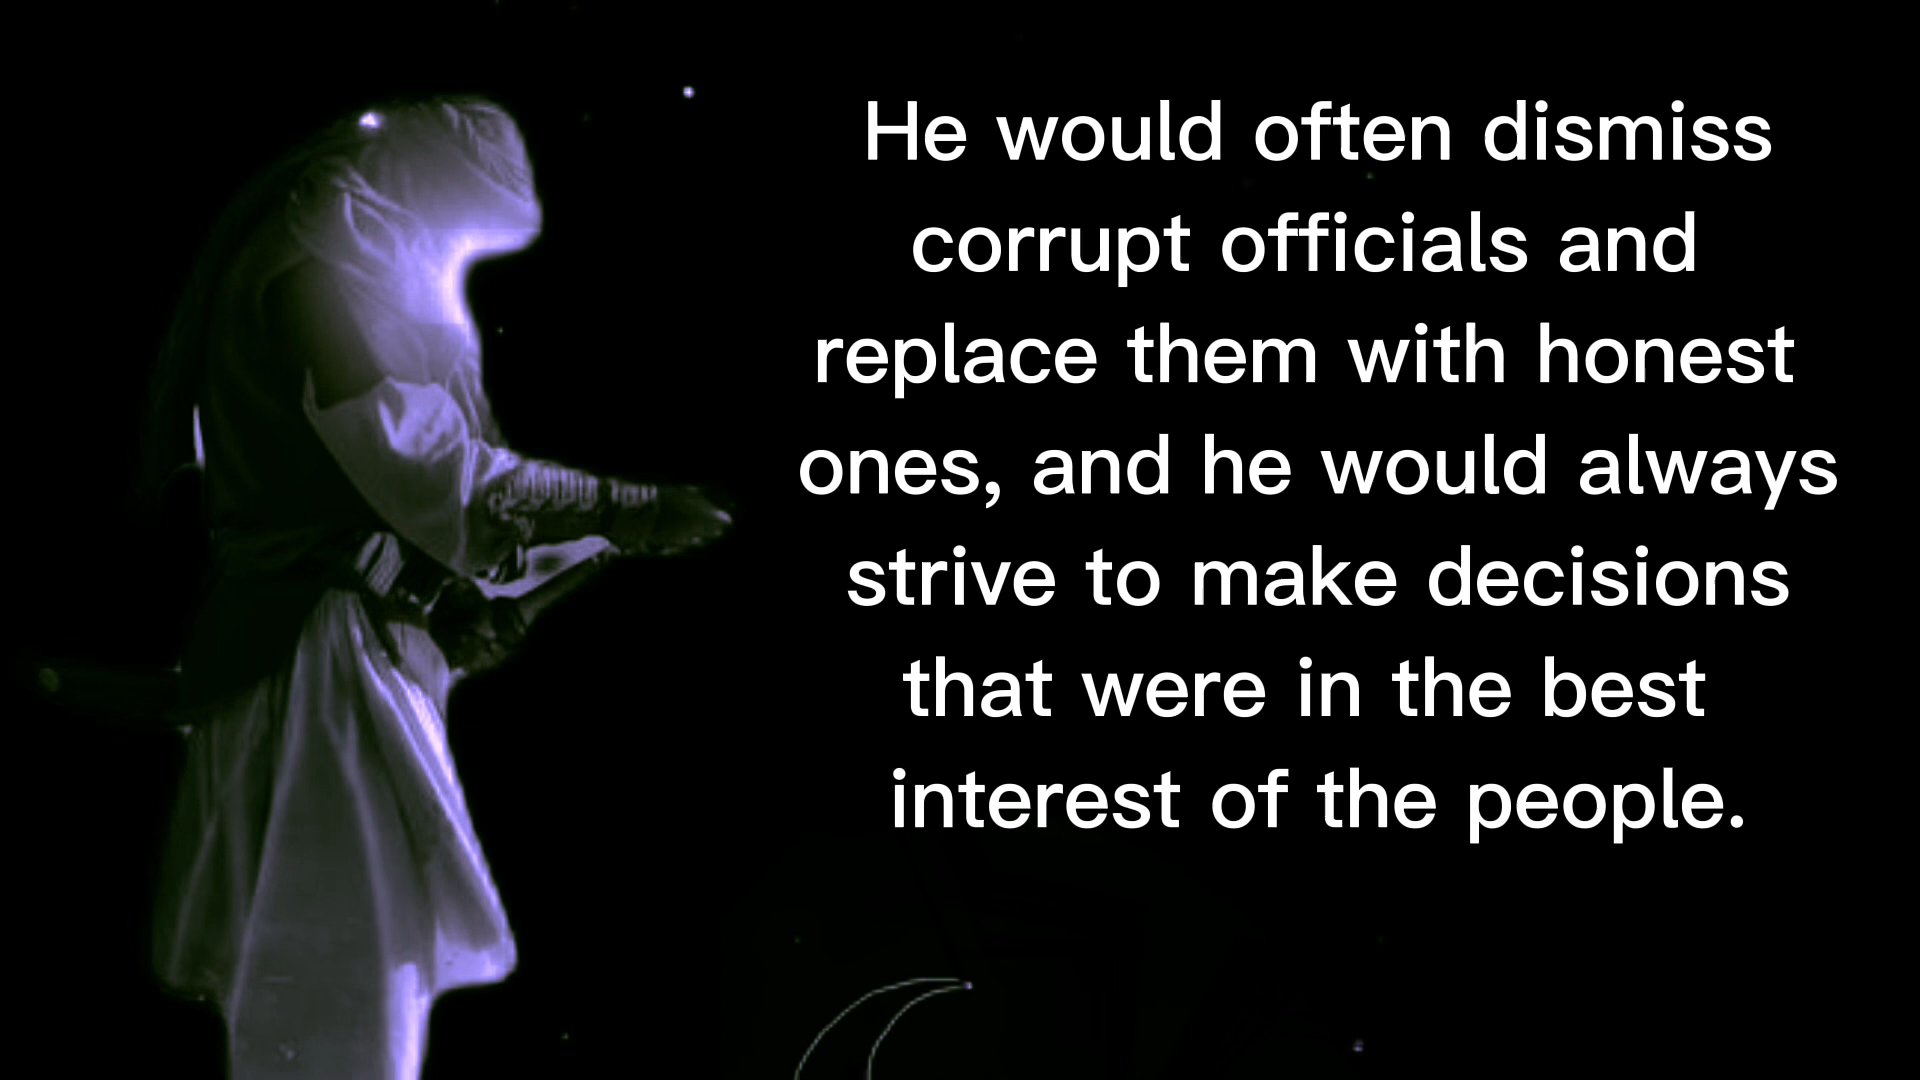 He would often dismiss
corrupt officials and
replace them with honest
ones, and he would always
strive to make decisions
that were in the best
interest of the people.